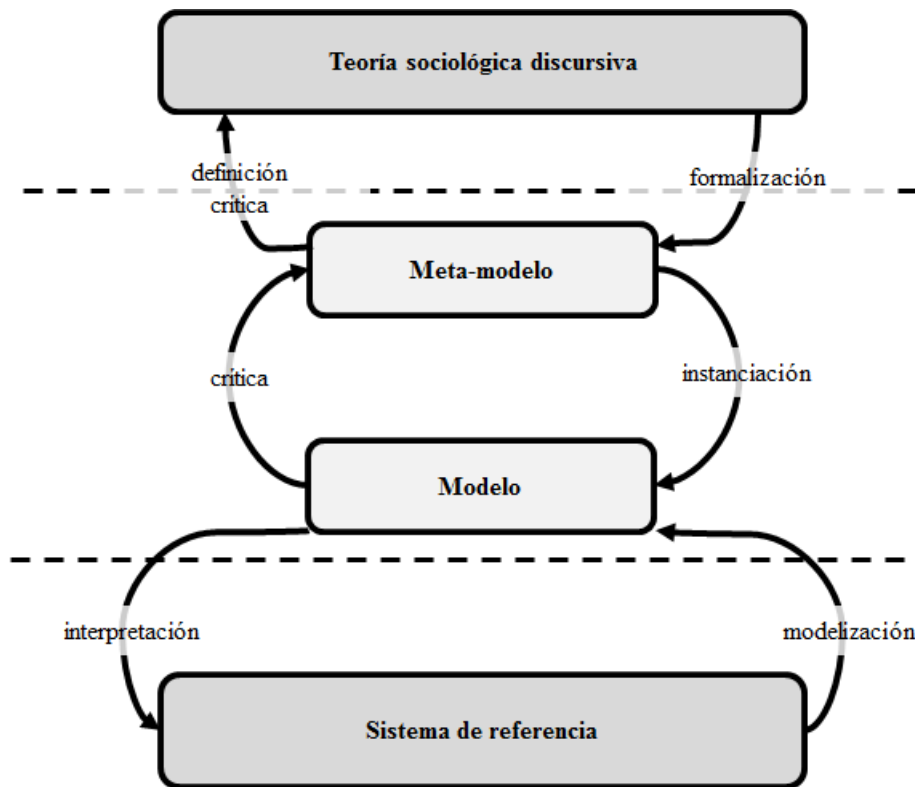 Teoría sociológica discursiva
definición
crítica
formalización
Meta-modelo
crítica
instanciación
Modelo
interpretación
modelización
Sistema de referencia